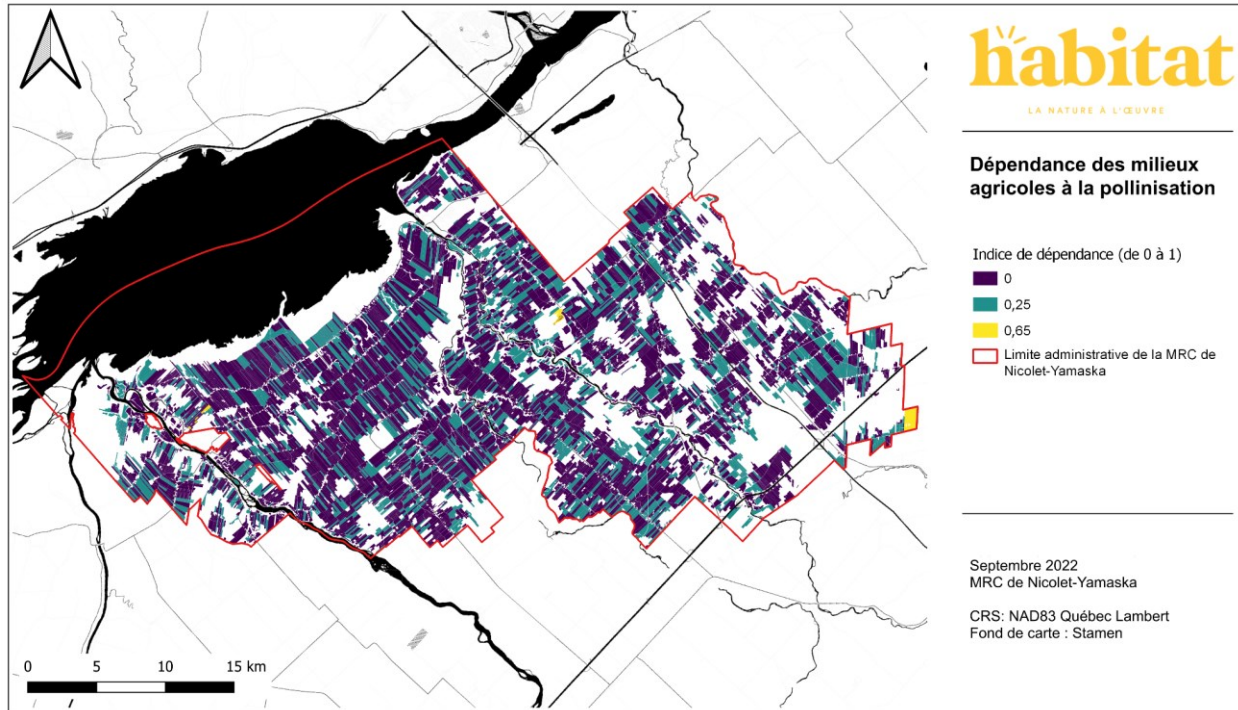 habitat
LA NATURE À L'ŒUVRE
Dépendance des milieux
agricoles à la pollinisation
Indice de dépendance (de 0 à 1)
0
0,25
0,65
Limite administrative de la MRC de
Nicolet-Yamaska
Septembre 2022
MRC de Nicolet-Yamaska
CRS: NAD83 Québec Lambert
Fond de carte : Stamen
0 5 10 15 km